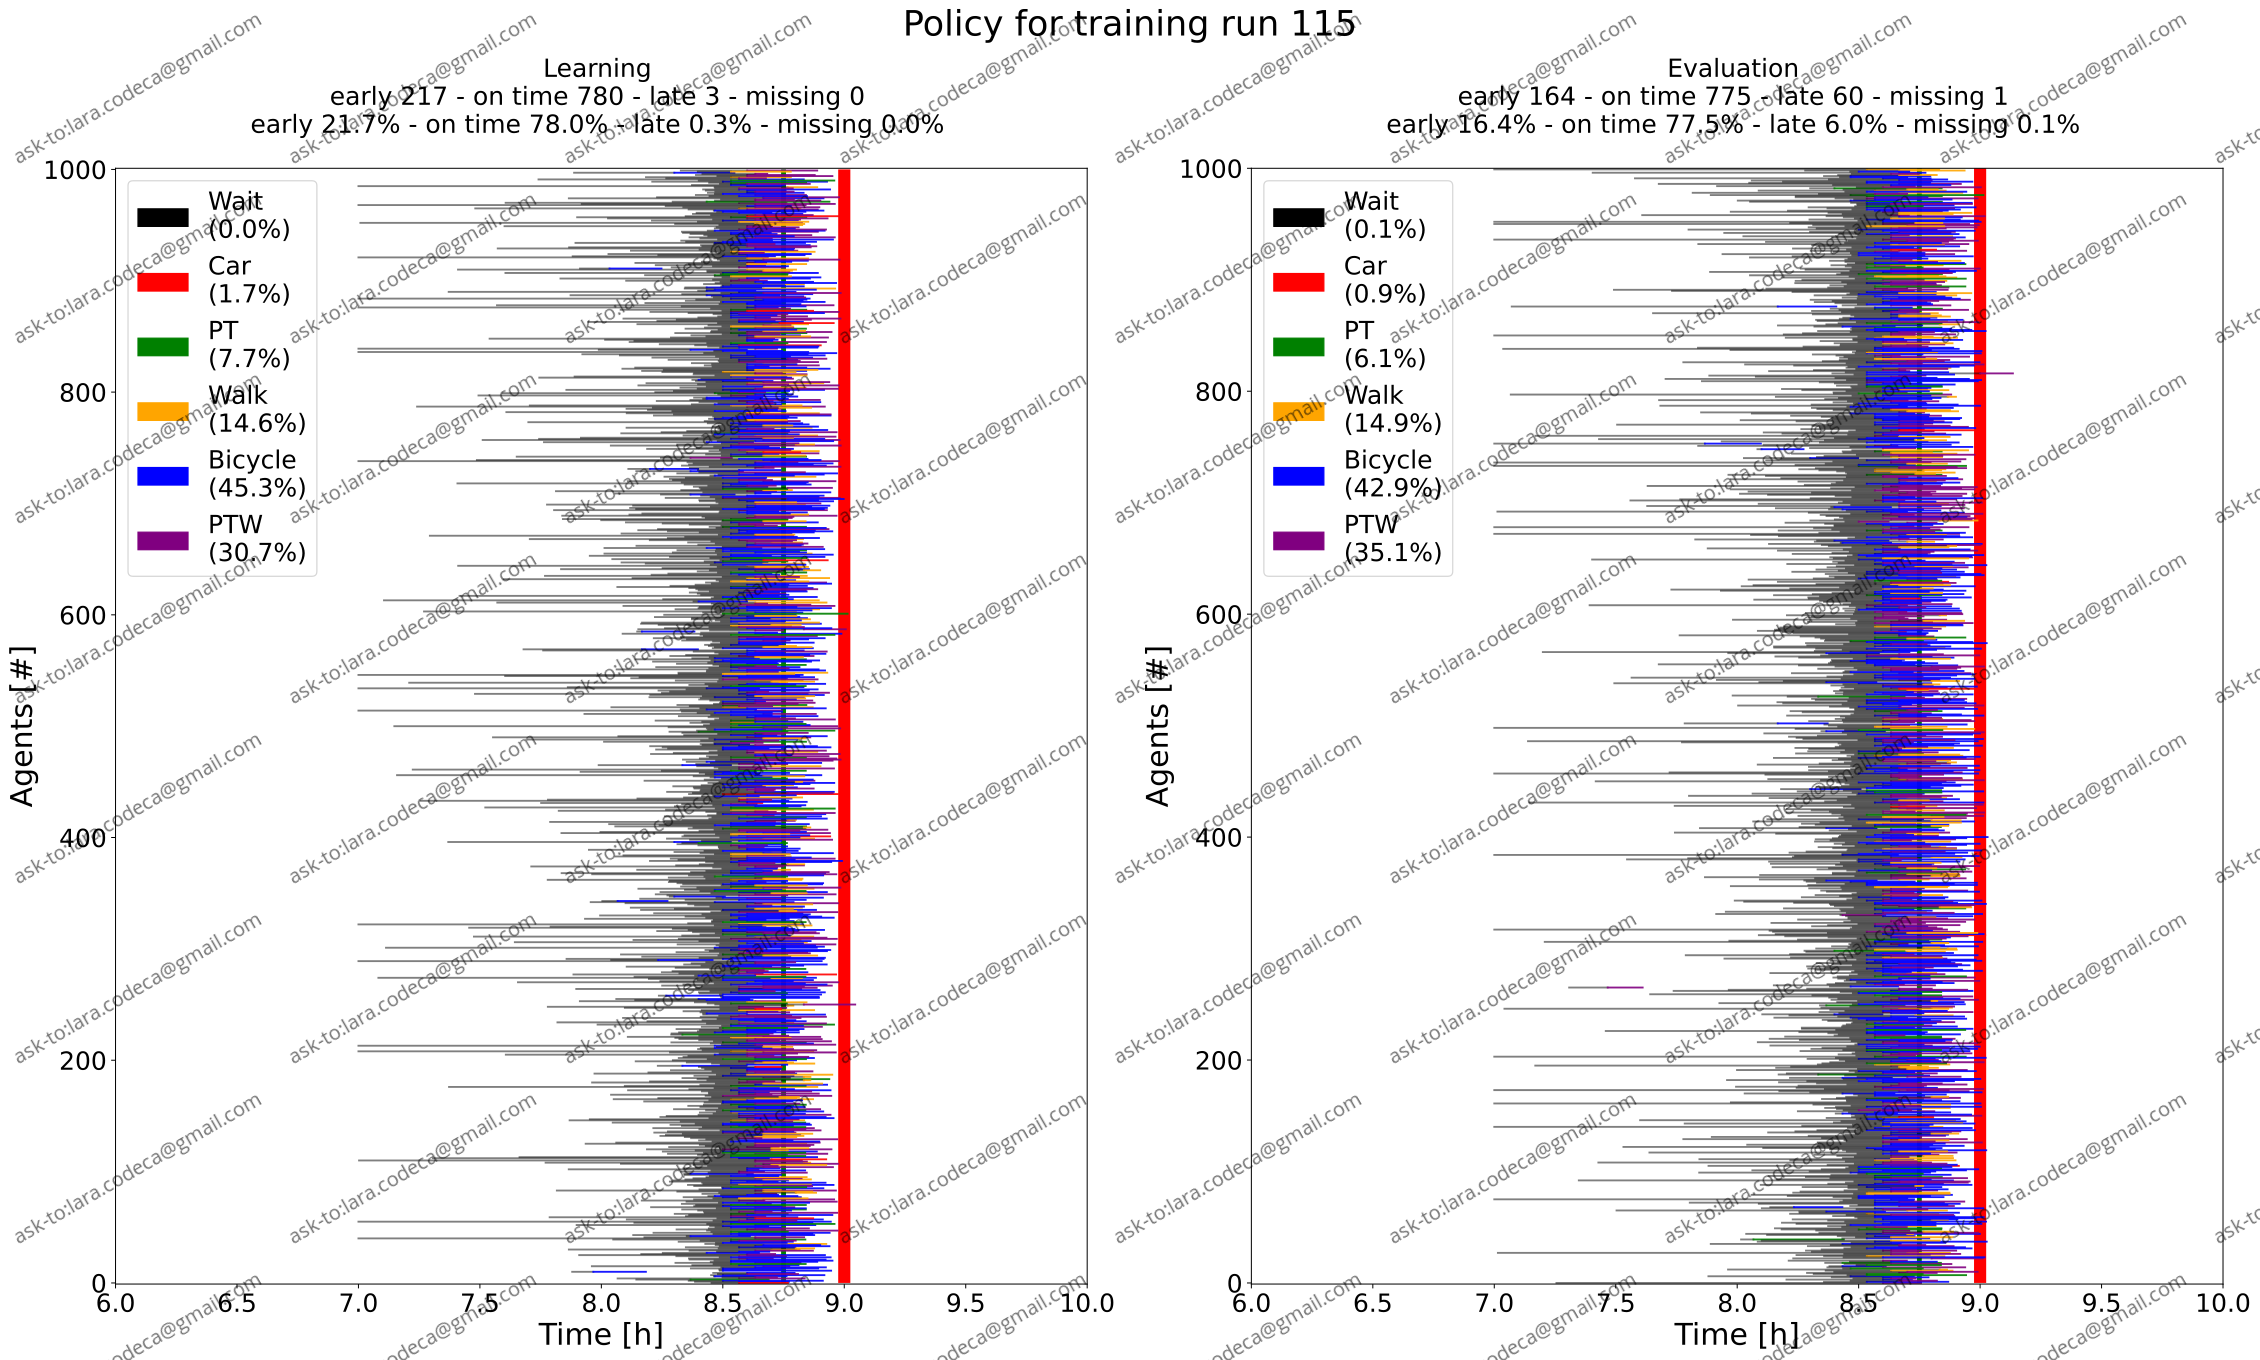 Policy for training run 115
Learning
early 217 - on time 780 - late 3 - missing 0
early 21.7% - on time 78.0% - late 0.3% - missing 0.0%
Evaluation
early 164 - on time 775 - late 60 - missing 1
early 16.4% - on time 77.5% - late 6.0% - missing 0.1%
Wait
(0.0%)
Car
(1.7%)
PT
(7.7%)
Walk
(14.6%)
Bicycle
(45.3%)
PTW
(30.7%)
Agents [#]
1000
800
600
400
200
0
6.0 6.5 7.0 7.5 8.0 8.5 9.0 9.5 10.0
Time [h]
Wait
(0.1%)
Car
(0.9%)
PT
(6.1%)
Walk
(14.9%)
Bicycle
(42.9%)
PTW
(35.1%)
Agents [#]
1000
800
600
400
200
0
6.0 6.5 7.0 7.5 8.0 8.5 9.0 9.5 10.0
Time [h]
ask-to:lara.codeca@gmail.com